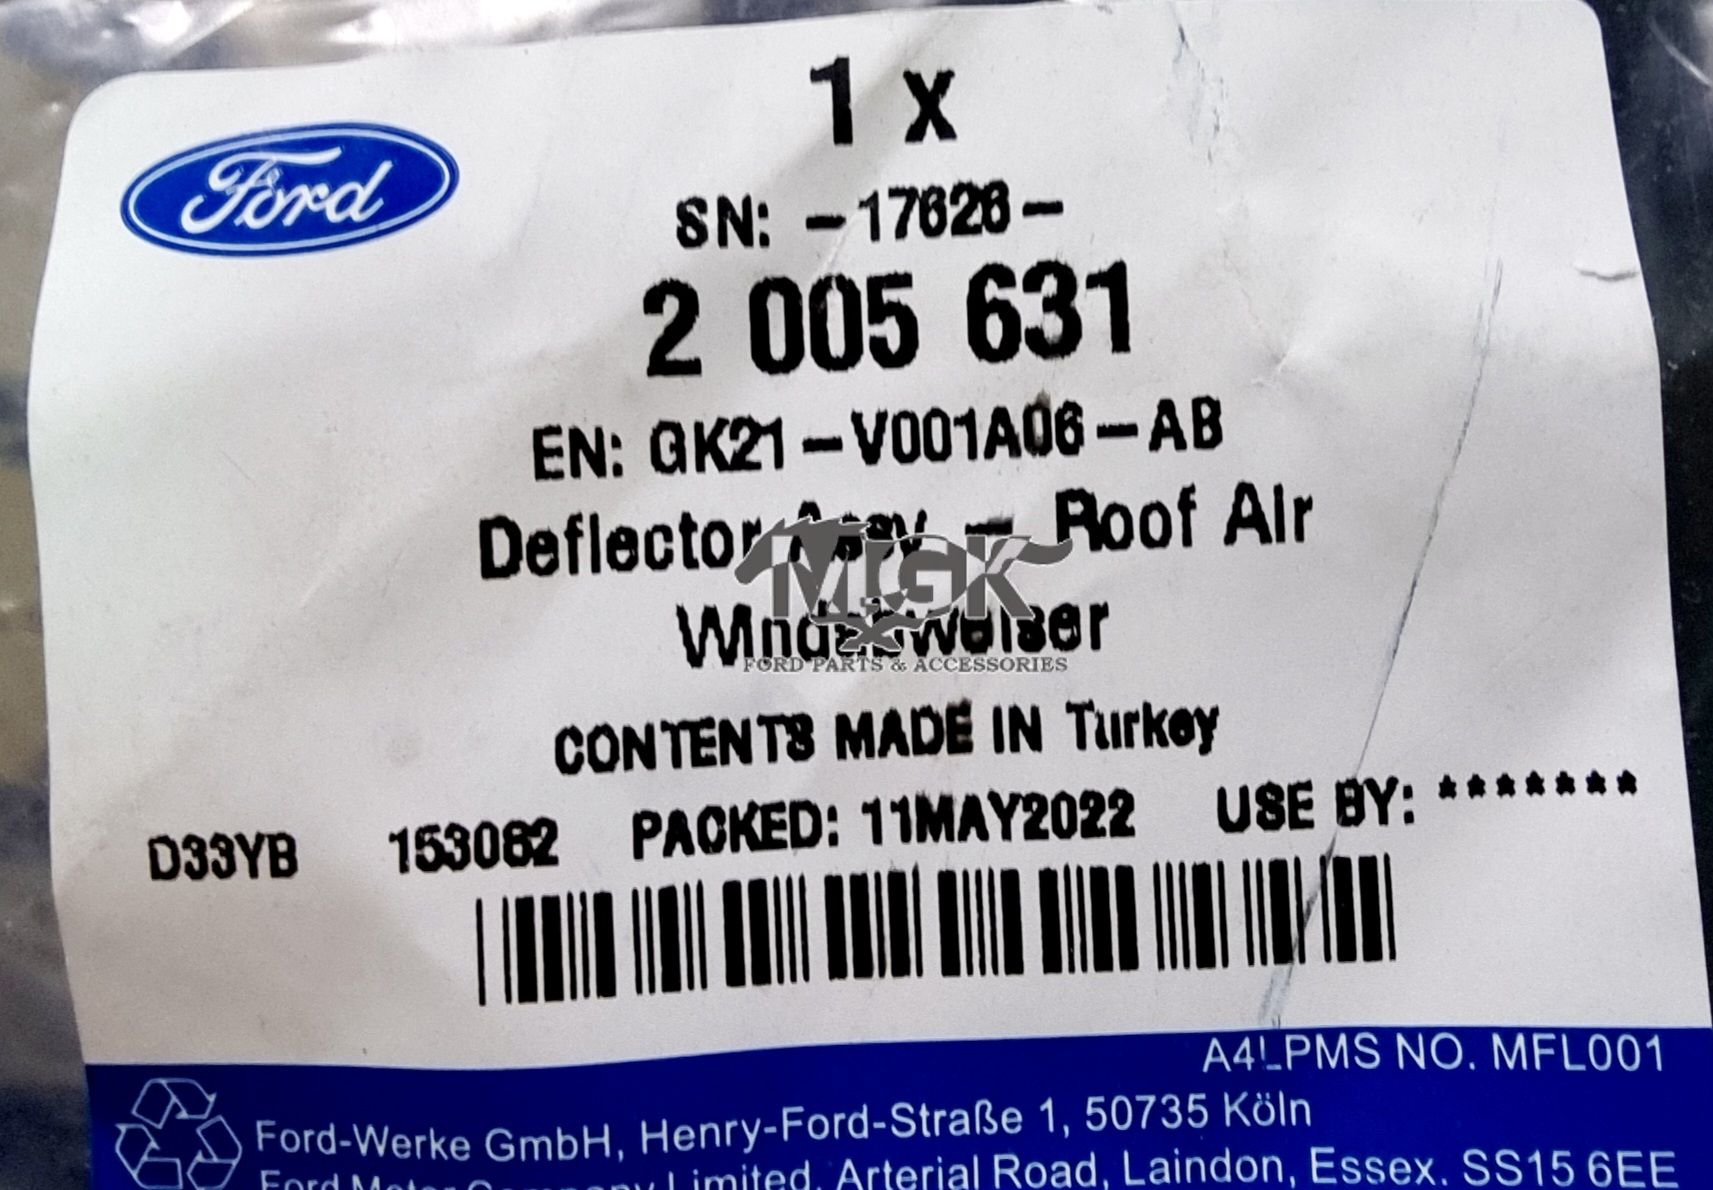 Ford
1 x
SN: -17626-
2 005 631
EN: GK21-V001A06-AB
Deflector Assy - Roof Air
Windabweiser
MGK
FORD PARTS & ACCESSORIES
CONTENTS MADE IN Turkey
D33YB 153082 PACKED: 11MAY2022 USE BY: *******
A4LPMS NO. MFL001
Ford-Werke GmbH, Henry-Ford-Straße 1, 50735 Köln
Ford Motor Company Limited, Arterial Road, Laindon, Essex. SS15 6EE